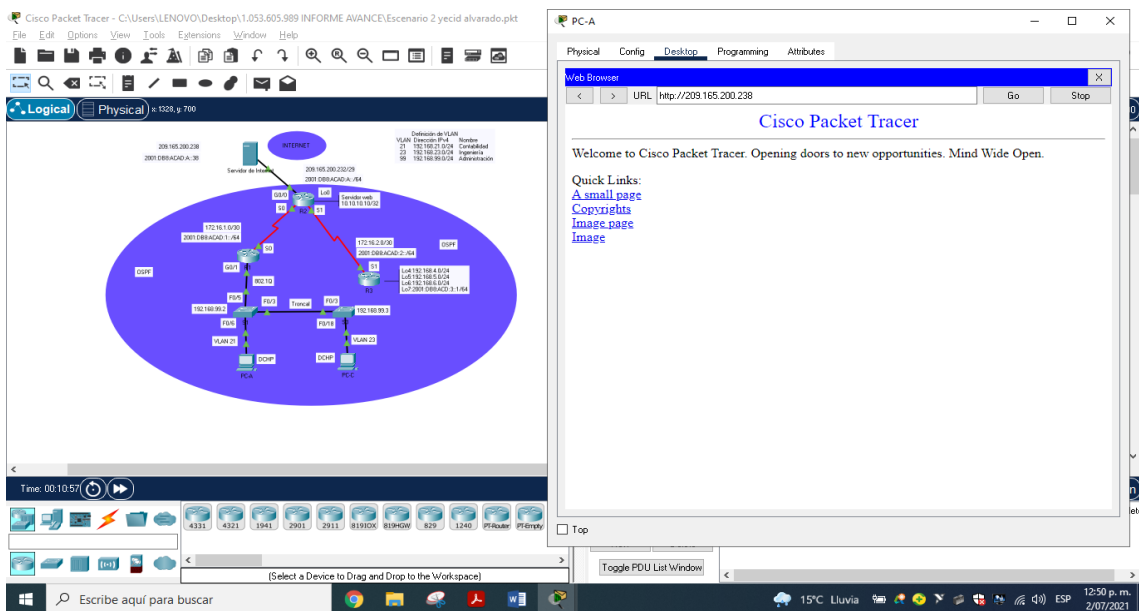 Cisco Packet Tracer - C:\Users\LENOVO\Desktop\1.053.605.989 INFORME AVANCE\Escenario 2 yecid alvarado.pkt
File Edit Options View Tools Extensions Window Help
Logical Physical x: 1328, y: 700
Definición de VLAN
VLAN Dirección IPv4 Nombre
21 192.168.21.0/24 Contabilidad
23 192.168.23.0/24 Ingeniería
99 192.168.99.0/24 Administración
INTERNET
209.165.200.238
2001:DB8:ACAD:A::38
Servidor de Internet
209.165.200.232/29
2001:DB8:ACAD:A::/64
G0/0
Lo0
Servidor web
10.10.10.10/32
S0
R2
S1
172.16.1.0/30
2001:DB8:ACAD:1::/64
172.16.2.0/30
2001:DB8:ACAD:2::/64
OSPF
S0
G0/1
S1
OSPF
802.1Q
R3
Lo4:192.168.4.0/24
Lo5:192.168.5.0/24
Lo6:192.168.6.0/24
Lo7:2001:DB8:ACD:3::1/64
F0/5
F0/3
Troncal
F0/3
192.168.99.2
192.168.99.3
F0/6
F0/18
VLAN 21
VLAN 23
DCHP
DCHP
PC-A
PC-C
Time: 00:10:57
4331 4321 1941 2901 2911 819IOX 819HGW 829 1240 PT-Router PT-Empty
(Select a Device to Drag and Drop to the Workspace)
PC-A
Physical Config Desktop Programming Attributes
Web Browser X
< > URL http://209.165.200.238 Go Stop
Cisco Packet Tracer
Welcome to Cisco Packet Tracer. Opening doors to new opportunities. Mind Wide Open.
Quick Links:
A small page
Copyrights
Image page
Image
Top
Toggle PDU List Window
Escribe aquí para buscar
15°C Lluvia
ESP
12:50 p. m.
2/07/2021